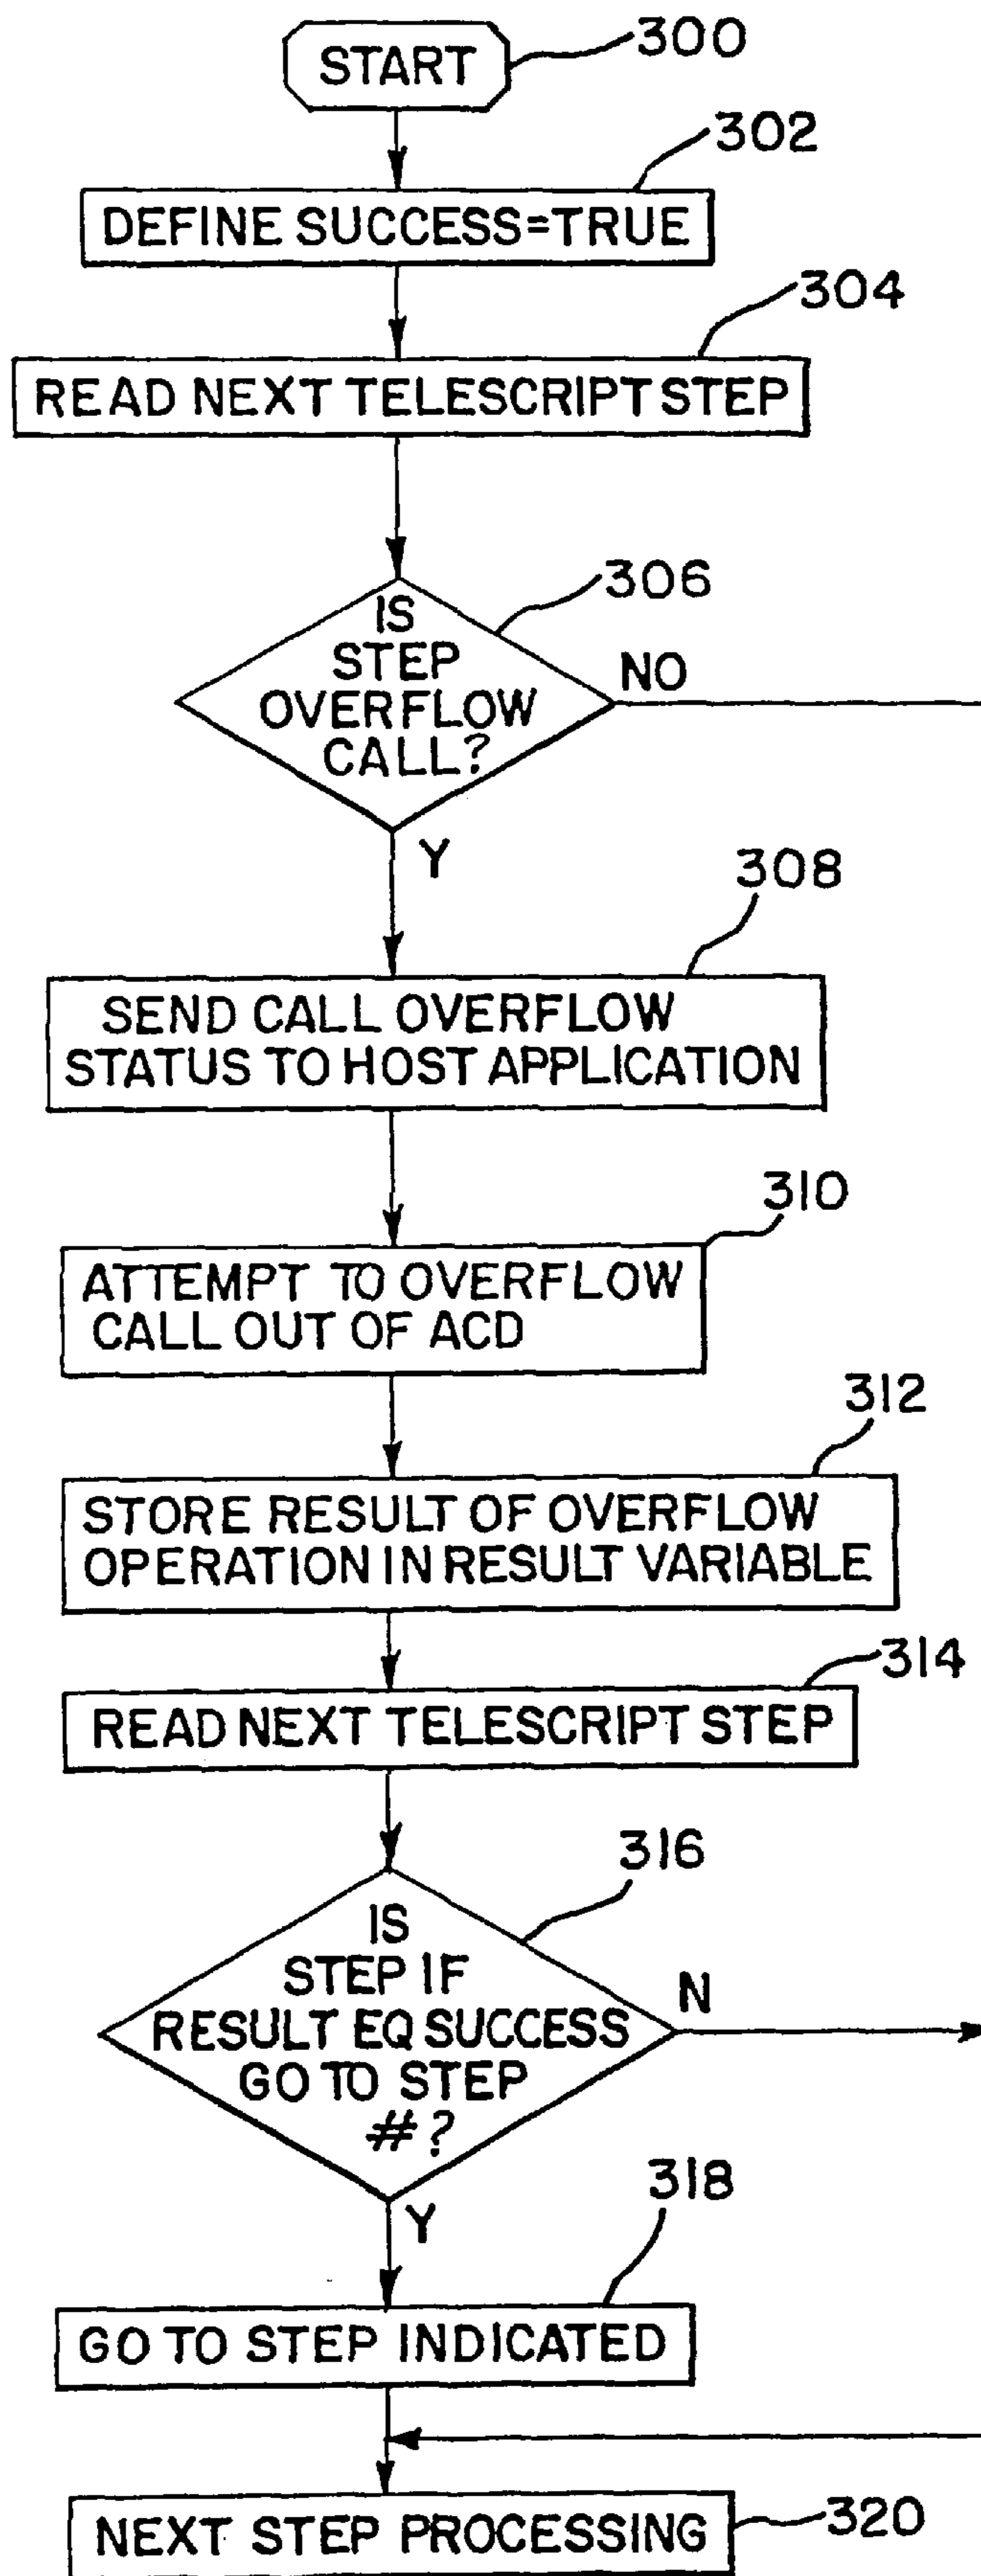 START
300
302
DEFINE SUCCESS=TRUE
304
READ NEXT TELESCRIPT STEP
306
IS
STEP
OVERFLOW
CALL?
NO
Y
308
SEND CALL OVERFLOW
STATUS TO HOST APPLICATION
310
ATTEMPT TO OVERFLOW
CALL OUT OF ACD
312
STORE RESULT OF OVERFLOW
OPERATION IN RESULT VARIABLE
314
READ NEXT TELESCRIPT STEP
316
IS
STEP IF
RESULT EQ SUCCESS
GO TO STEP
#?
N
Y
318
GO TO STEP INDICATED
NEXT STEP PROCESSING
320